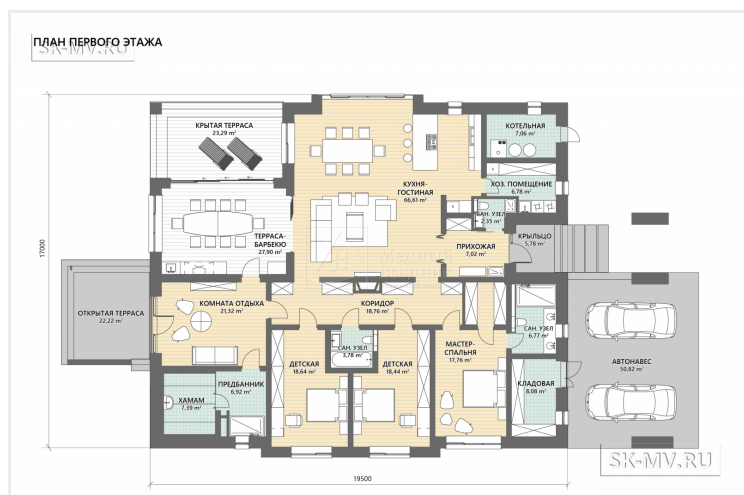 ПЛАН ПЕРВОГО ЭТАЖА
SK-MV.RU
КРЫТАЯ ТЕРРАСА
23,29 m²
КОТЕЛЬНАЯ
7,06 m²
КУХНЯ-
ГОСТИНАЯ
66,61 m²
ХОЗ. ПОМЕЩЕНИЕ
6,78 m²
САН. УЗЕЛ
2,35 m²
ТЕРРАСА-
БАРБЕКЮ
27,90 m²
ПРИХОЖАЯ
7,02 m²
КРЫЛЬЦО
5,78 m²
17000
ОТКРЫТАЯ ТЕРРАСА
22,22 m²
КОМНАТА ОТДЫХА
21,32 m²
КОРИДОР
18,76 m²
САН. УЗЕЛ
6,77 m²
САН. УЗЕЛ
3,78 m²
МАСТЕР-
СПАЛЬНЯ
17,76 m²
ДЕТСКАЯ
18,64 m²
ДЕТСКАЯ
18,44 m²
АВТОНАВЕС
50,82 m²
ПРЕДБАННИК
6,92 m²
КЛАДОВАЯ
8,08 m²
ХАМАМ
7,39 m²
SK-MV.RU
19500